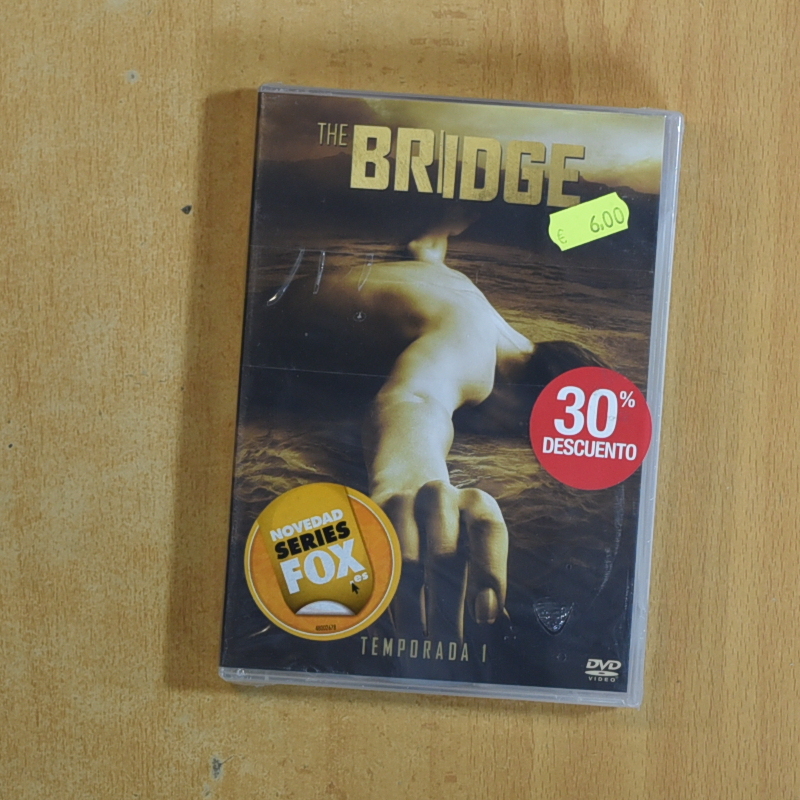 THE BRIDGE
€ 6,00
30%
DESCUENTO
NOVEDAD
SERIES
FOX
.es
TEMPORADA 1
DVD
VIDEO